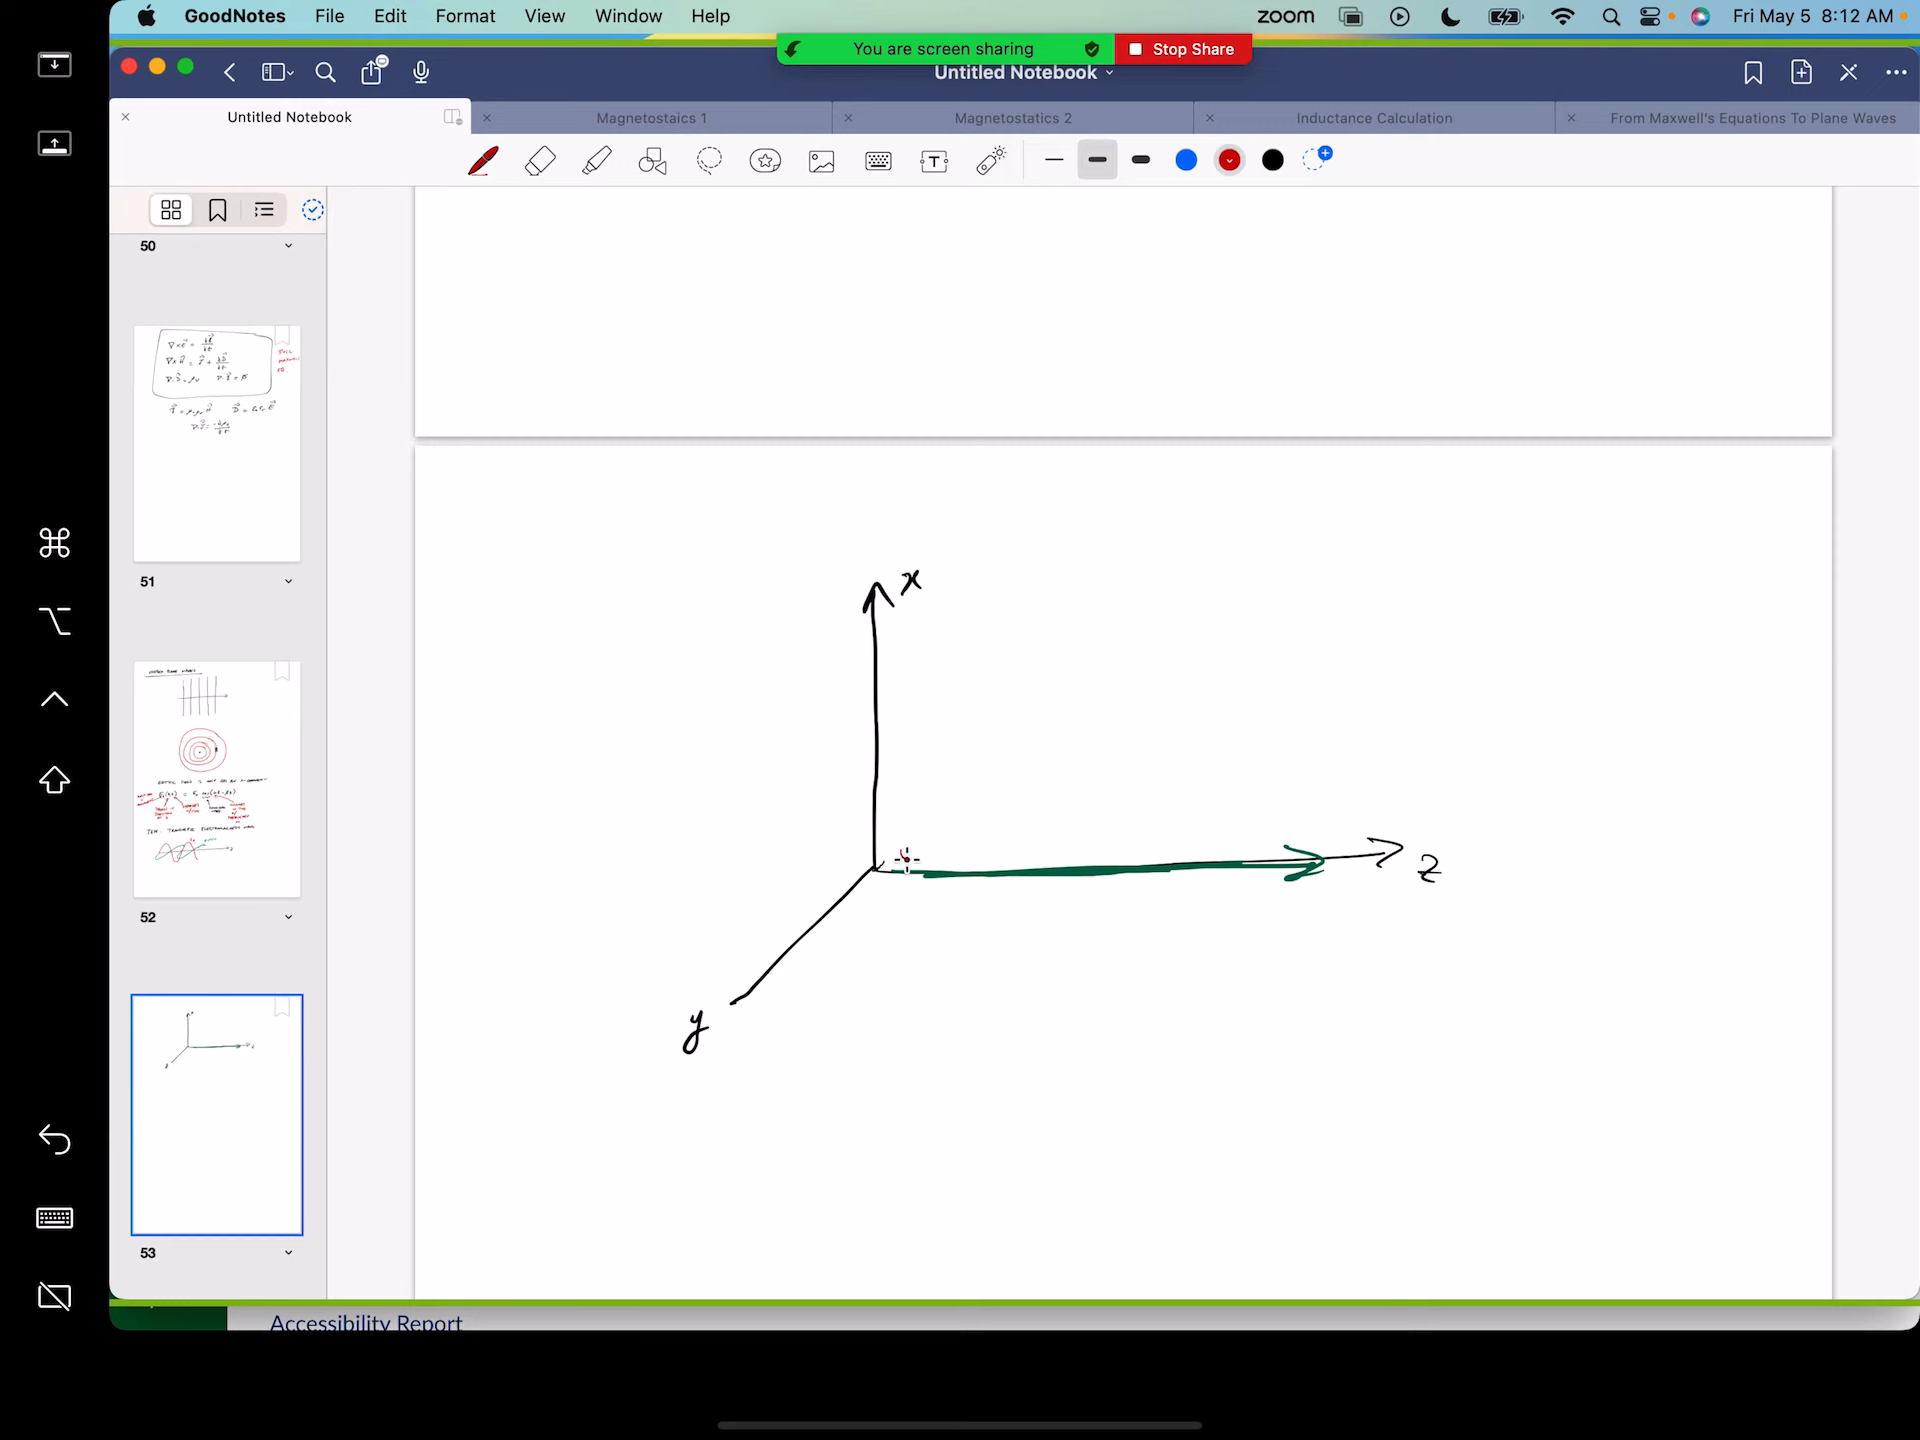 GoodNotes File Edit Format View Window Help zoom Fri May 5 8:12 AM
You are screen sharing Stop Share
Untitled Notebook
Untitled Notebook Magnetostaics 1 Magnetostatics 2 Inductance Calculation From Maxwell's Equations To Plane Waves
T
50
51
52
53
x
z
y
Accessibility Report